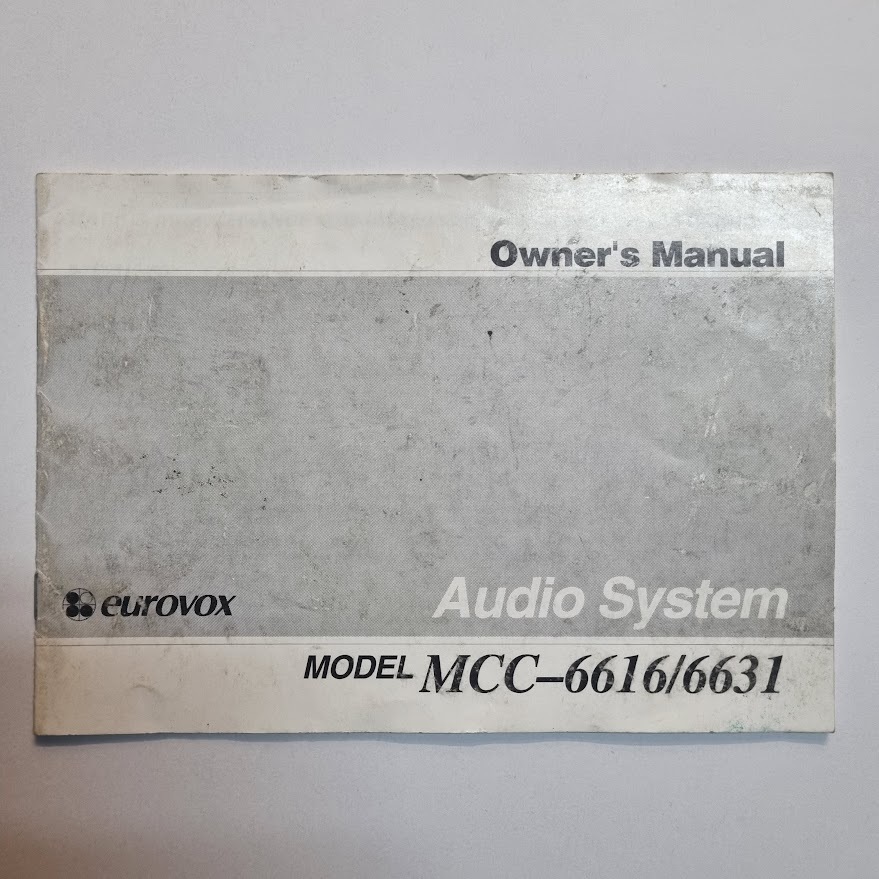 Owner's Manual
eurovox
Audio System
MODEL MCC–6616/6631